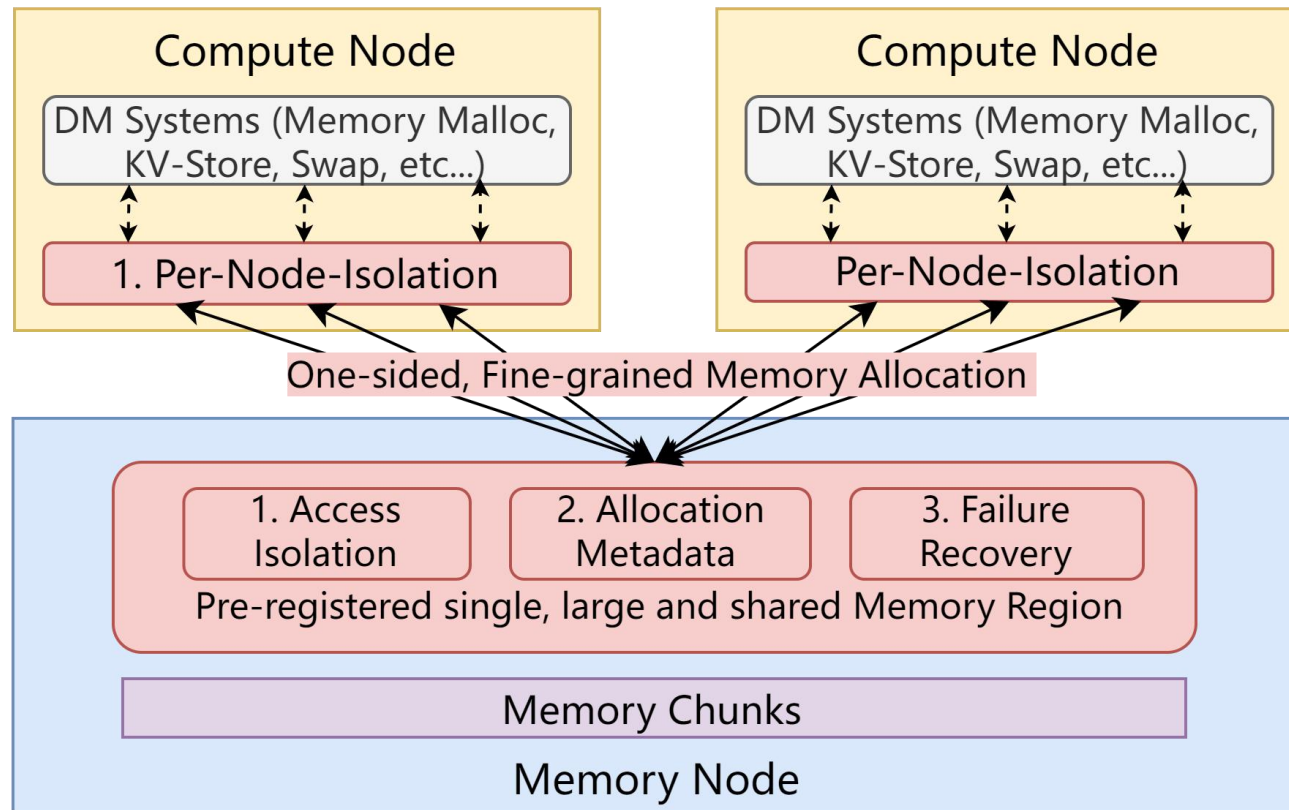 Compute Node
DM Systems (Memory Malloc,
KV-Store, Swap, etc...)
1. Per-Node-Isolation
Compute Node
DM Systems (Memory Malloc,
KV-Store, Swap, etc...)
Per-Node-Isolation
One-sided, Fine-grained Memory Allocation
1. Access
Isolation
2. Allocation
Metadada
3. Failure
Recovery
Pre-registered single, large and shared Memory Region
Memory Chunks
Memory Node